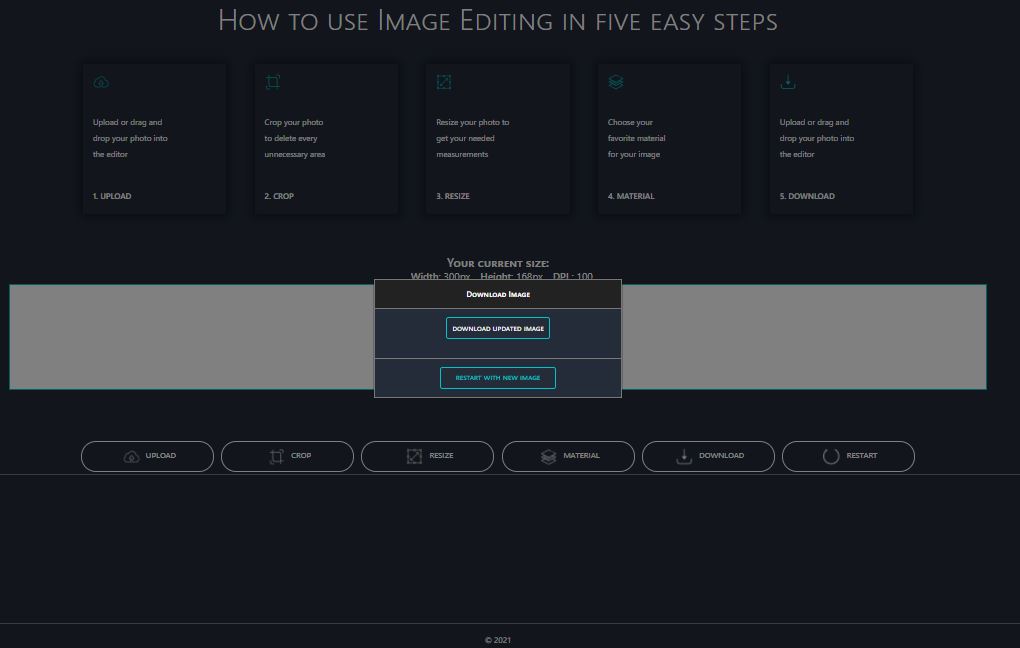 How to use Image Editing in five easy steps
Upload or drag and
drop your photo into
the editor
1. UPLOAD
Crop your photo
to delete every
unnecessary area
2. CROP
Resize your photo to
get your needed
measurements
3. RESIZE
Choose your
favorite material
for your image
4. MATERIAL
Upload or drag and
drop your photo into
the editor
5. DOWNLOAD
Your current size:
Width: 300px Height: 168px DPI.: 100
Download Image
DOWNLOAD UPDATED IMAGE
RESTART WITH NEW IMAGE
UPLOAD
CROP
RESIZE
MATERIAL
DOWNLOAD
RESTART
© 2021